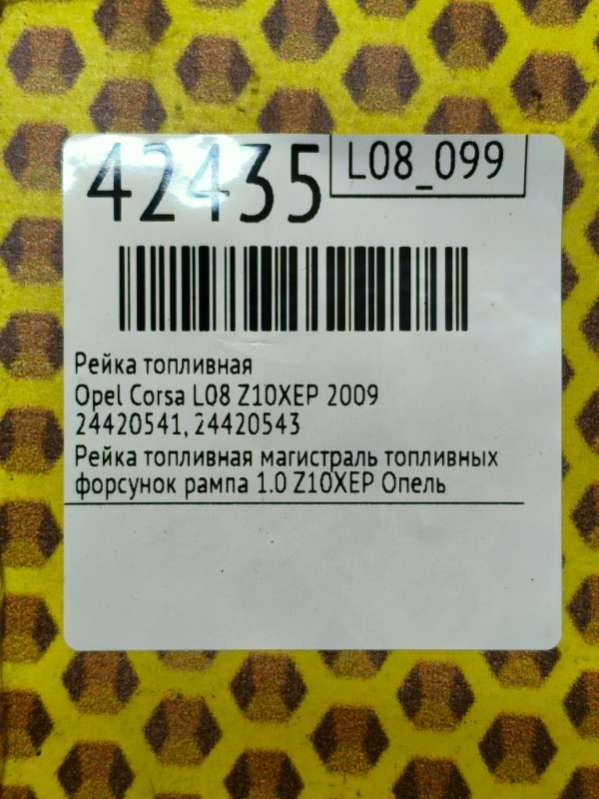 42435
L08_099
Рейка топливная
Opel Corsa L08 Z10XEP 2009
24420541, 24420543
Рейка топливная магистраль топливных
форсунок рампа 1.0 Z10XEP Опель